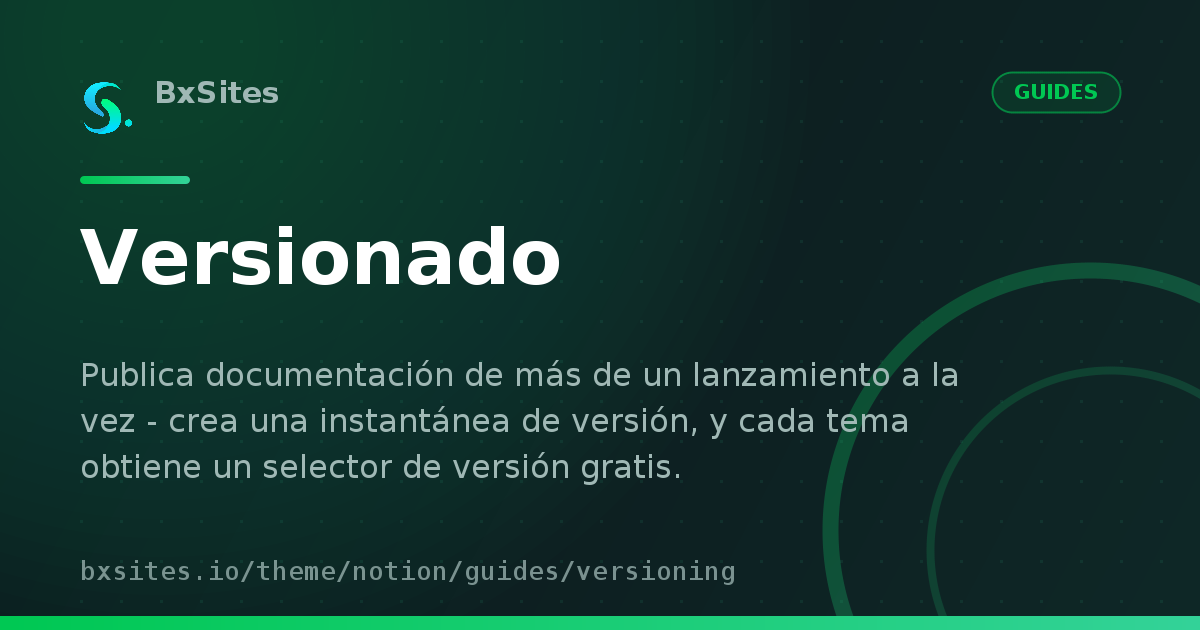 BxSites
GUIDES
Versionado
Publica documentación de más de un lanzamiento a la
vez - crea una instantánea de versión, y cada tema
obtiene un selector de versión gratis.
bxsites.io/theme/notion/guides/versioning